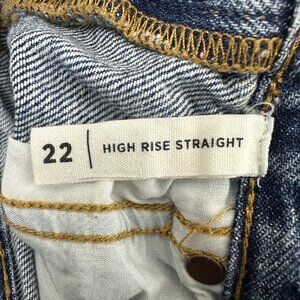 22 | HIGH RISE STRAIGHT